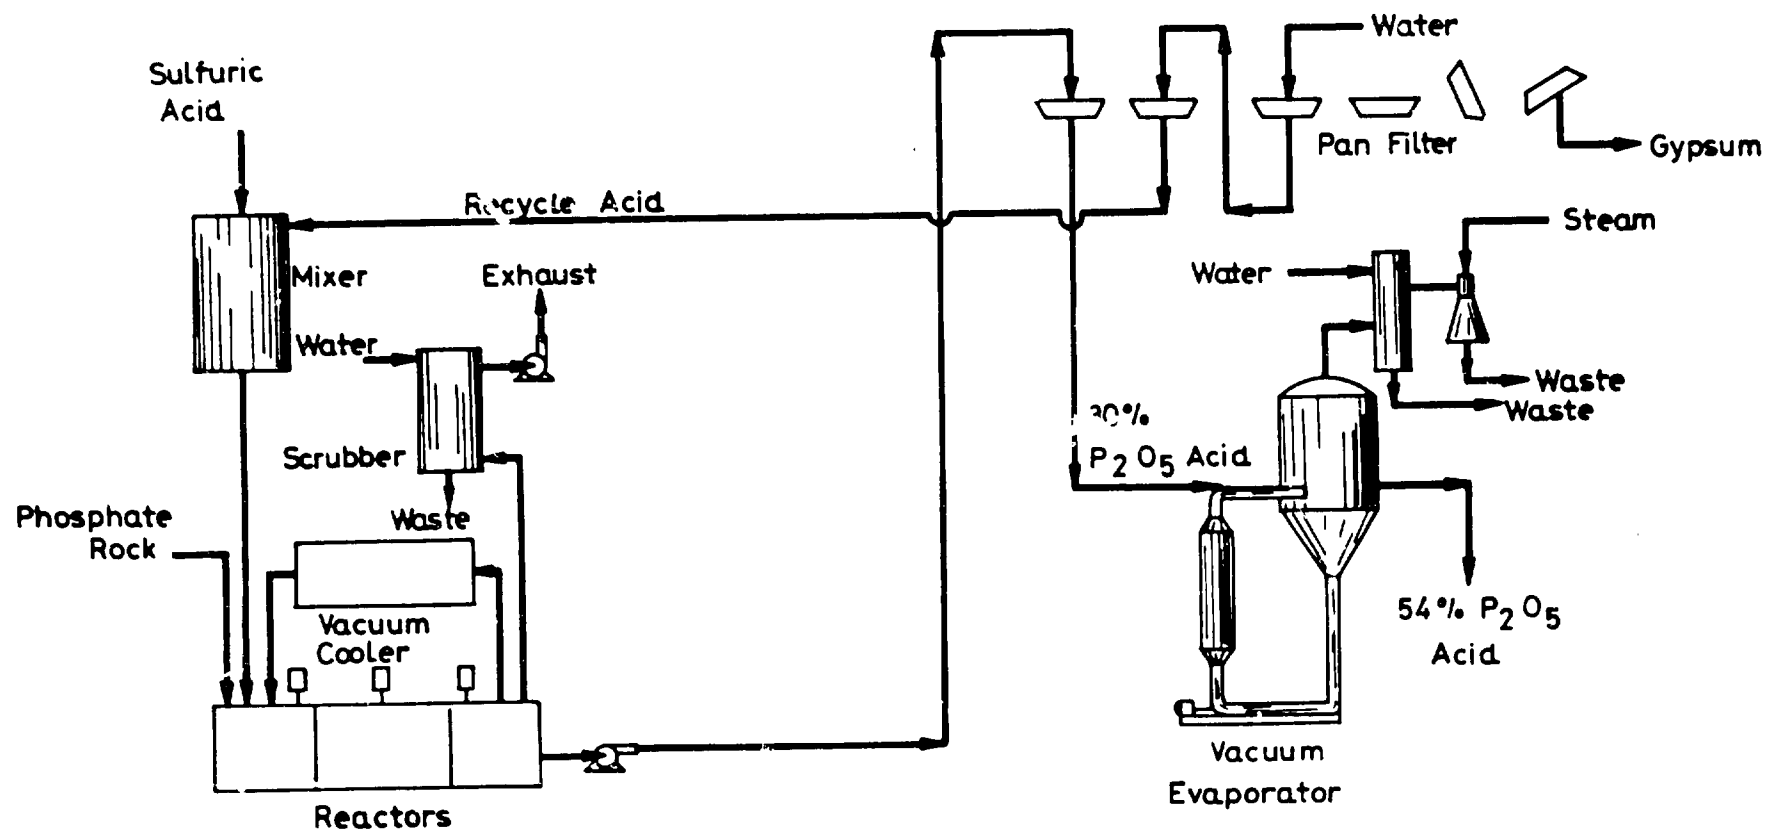 Water
Sulfuric
Acid
Pan Filter
Gypsum
Recycle Acid
Steam
Mixer
Exhaust
Water
Water
Waste
Waste
Scrubber
30%
P2O5 Acid
Waste
Phosphate
Rock
Vacuum
Cooler
54% P2O5
Acid
Vacuum
Evaporator
Reactors